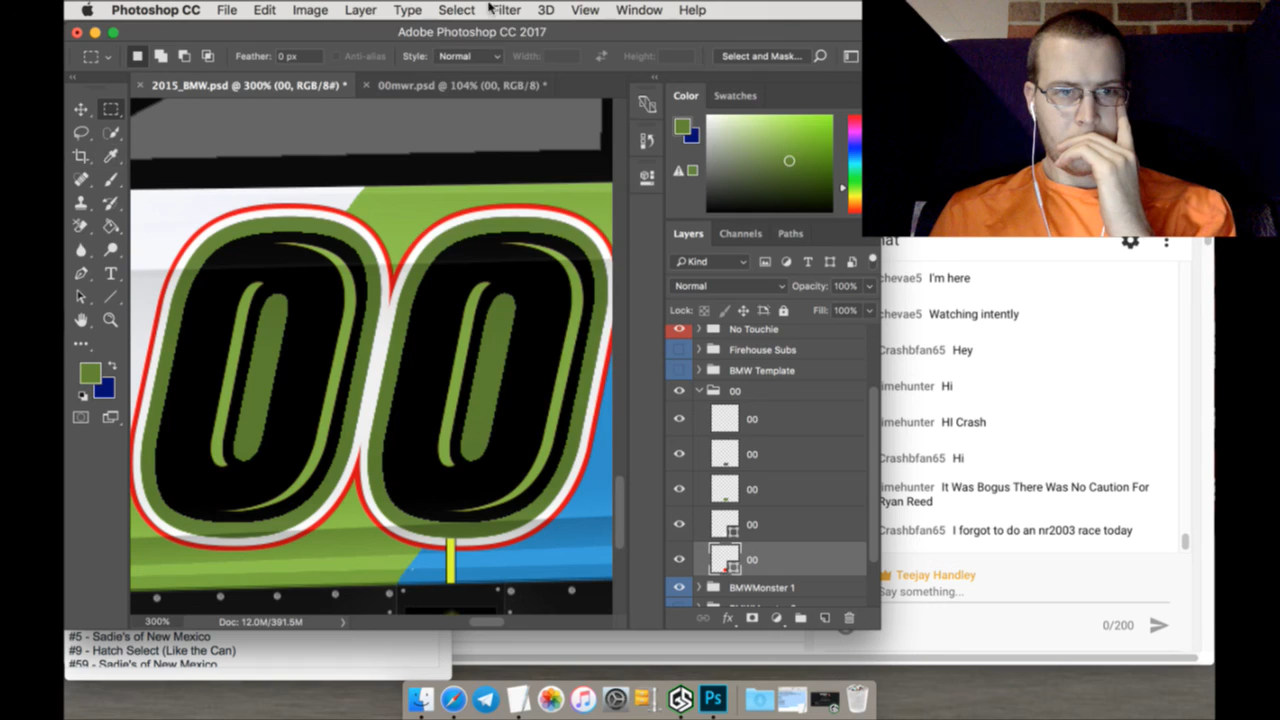 Photoshop CC File Edit Image Layer Type Select Filter 3D View Window Help
Adobe Photoshop CC 2017
Feather: 0 px Anti-alias Style: Normal Width: Height: Select and Mask...
2015_BMW.psd @ 300% (00, RGB/8#) *
00mwr.psd @ 104% (00, RGB/8) *
00
Color Swatches
Layers Channels Paths
Kind
Normal Opacity: 100%
Lock: Fill: 100%
No Touchie
Firehouse Subs
BMW Template
00
00
00
00
00
00
BMWMonster 1
300% Doc: 12.0M/391.5M
#5 - Sadie's of New Mexico
#9 - Hatch Select (Like the Can)
#59 - Sadie's of New Mexico
hat
chevae5 I'm here
chevae5 Watching intently
Crashbfan65 Hey
imehunter Hi
imehunter HI Crash
Crashbfan65 Hi
imehunter It Was Bogus There Was No Caution For
Ryan Reed
Crashbfan65 I forgot to do an nr2003 race today
Teejay Handley
Say something...
0/200
Ps